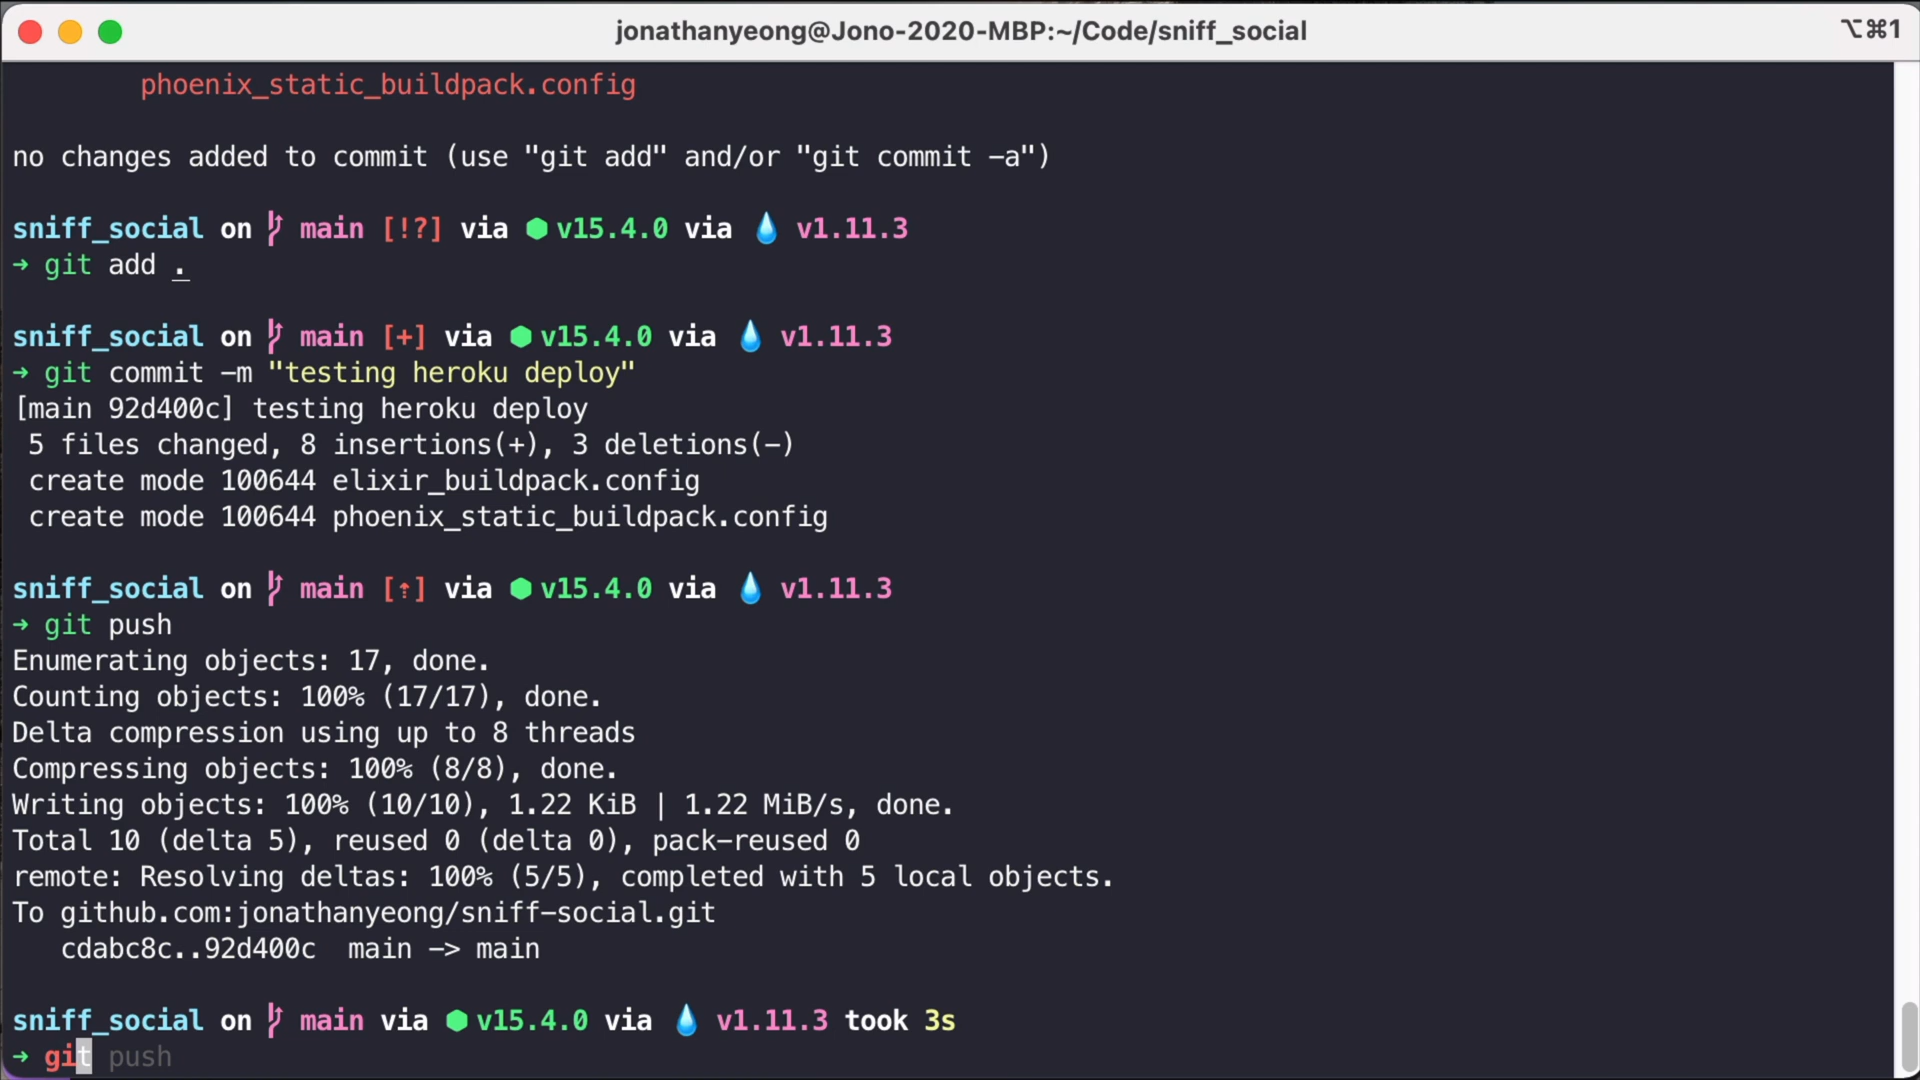 jonathanyeong@Jono-2020-MBP:~/Code/sniff_social
⌥⌘1
phoenix_static_buildpack.config
no changes added to commit (use "git add" and/or "git commit -a")
sniff_social on main [!?] via ⬢ v15.4.0 via 💧 v1.11.3
➜ git add .
sniff_social on main [+] via ⬢ v15.4.0 via 💧 v1.11.3
➜ git commit -m "testing heroku deploy"
[main 92d400c] testing heroku deploy
5 files changed, 8 insertions(+), 3 deletions(-)
create mode 100644 elixir_buildpack.config
create mode 100644 phoenix_static_buildpack.config
sniff_social on main [⇡] via ⬢ v15.4.0 via 💧 v1.11.3
➜ git push
Enumerating objects: 17, done.
Counting objects: 100% (17/17), done.
Delta compression using up to 8 threads
Compressing objects: 100% (8/8), done.
Writing objects: 100% (10/10), 1.22 KiB | 1.22 MiB/s, done.
Total 10 (delta 5), reused 0 (delta 0), pack-reused 0
remote: Resolving deltas: 100% (5/5), completed with 5 local objects.
To github.com:jonathanyeong/sniff-social.git
cdabc8c..92d400c main -> main
sniff_social on main via ⬢ v15.4.0 via 💧 v1.11.3 took 3s
➜ git push